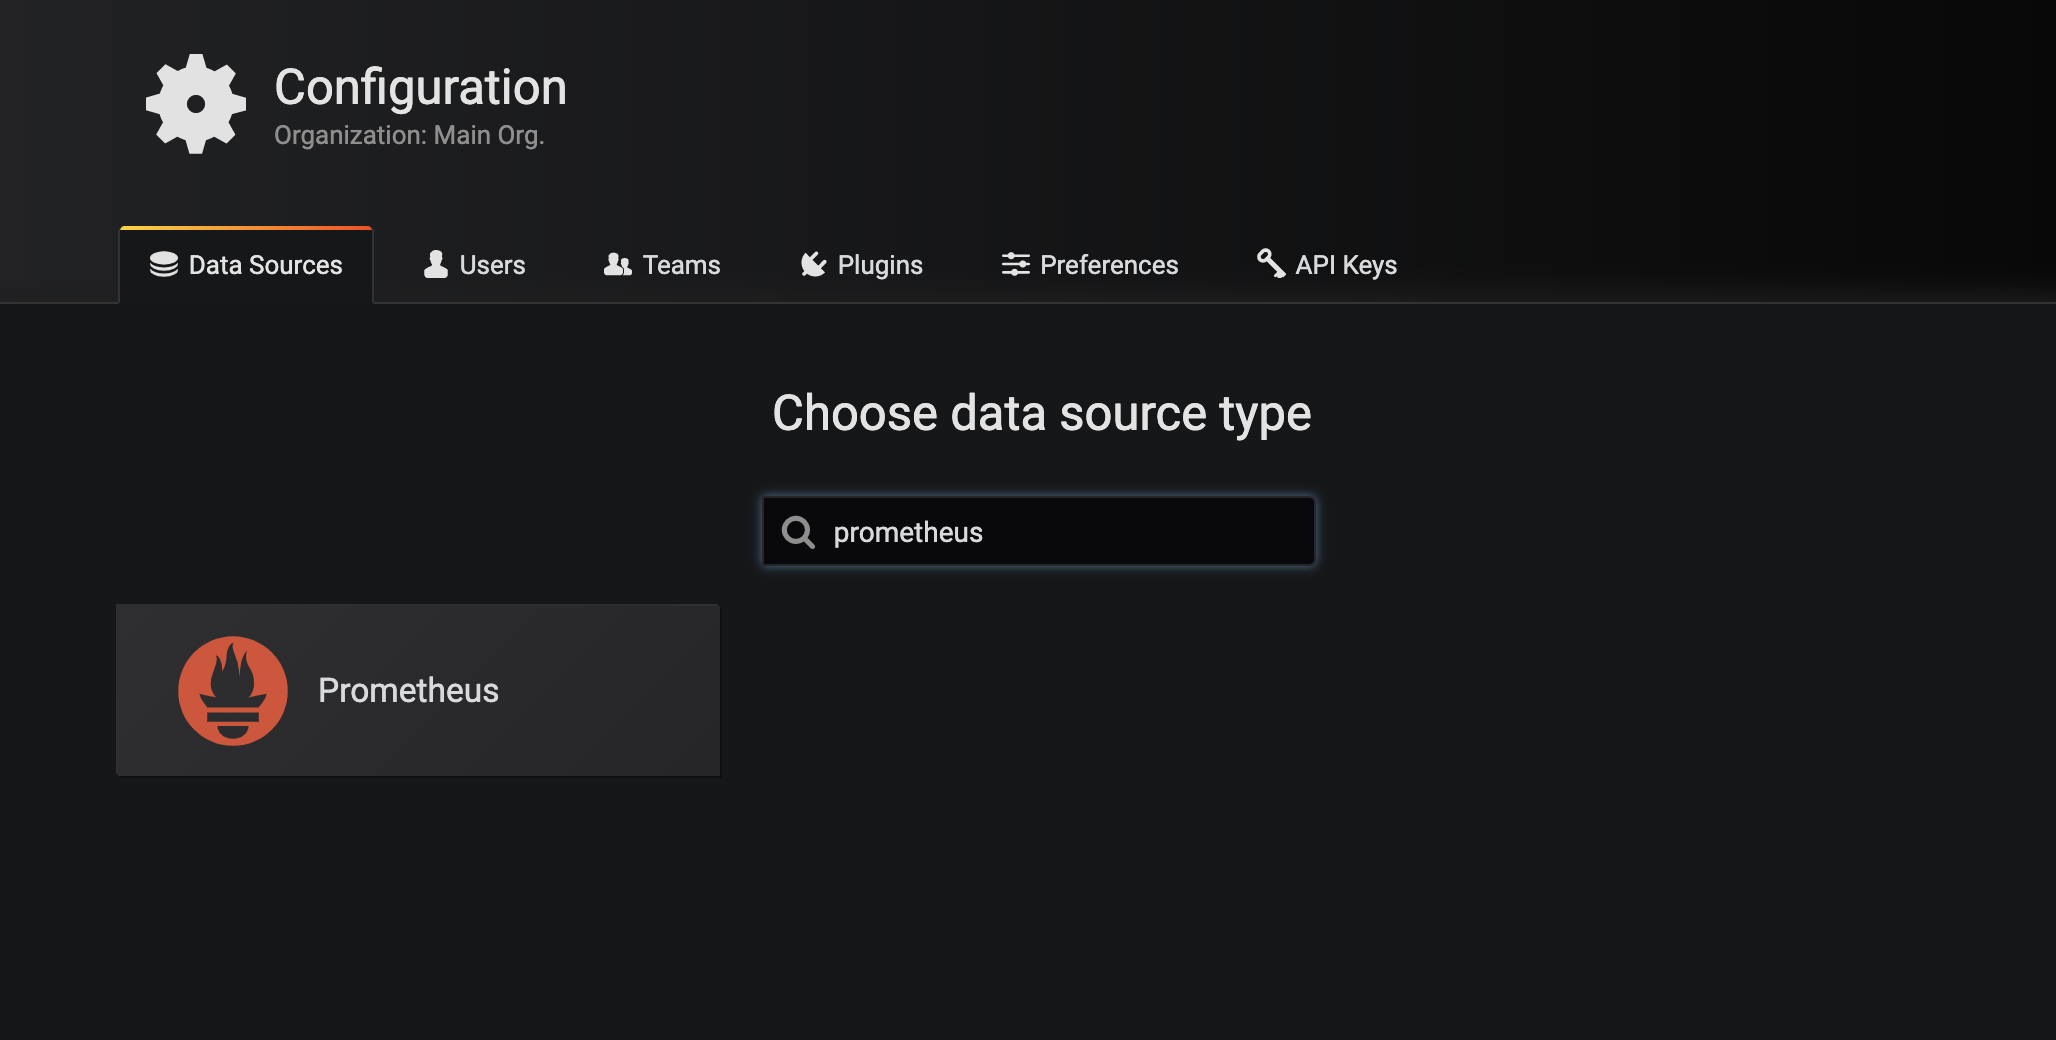 Configuration
Organization: Main Org.
Data Sources Users Teams Plugins Preferences API Keys
Choose data source type
prometheus
Prometheus